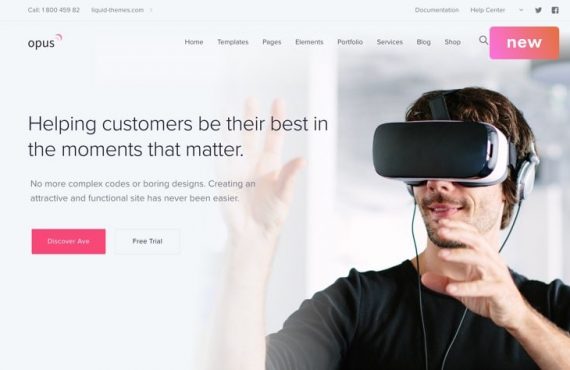 Call: 1 800 459 82 liquid-themes.com Documentation Help Center
opus Home Templates Pages Elements Portfolio Services Blog Shop new
Helping customers be their best in
the moments that matter.
No more complex codes or boring designs. Creating an
attractive and functional site has never been easier.
Discover Ave Free Trial